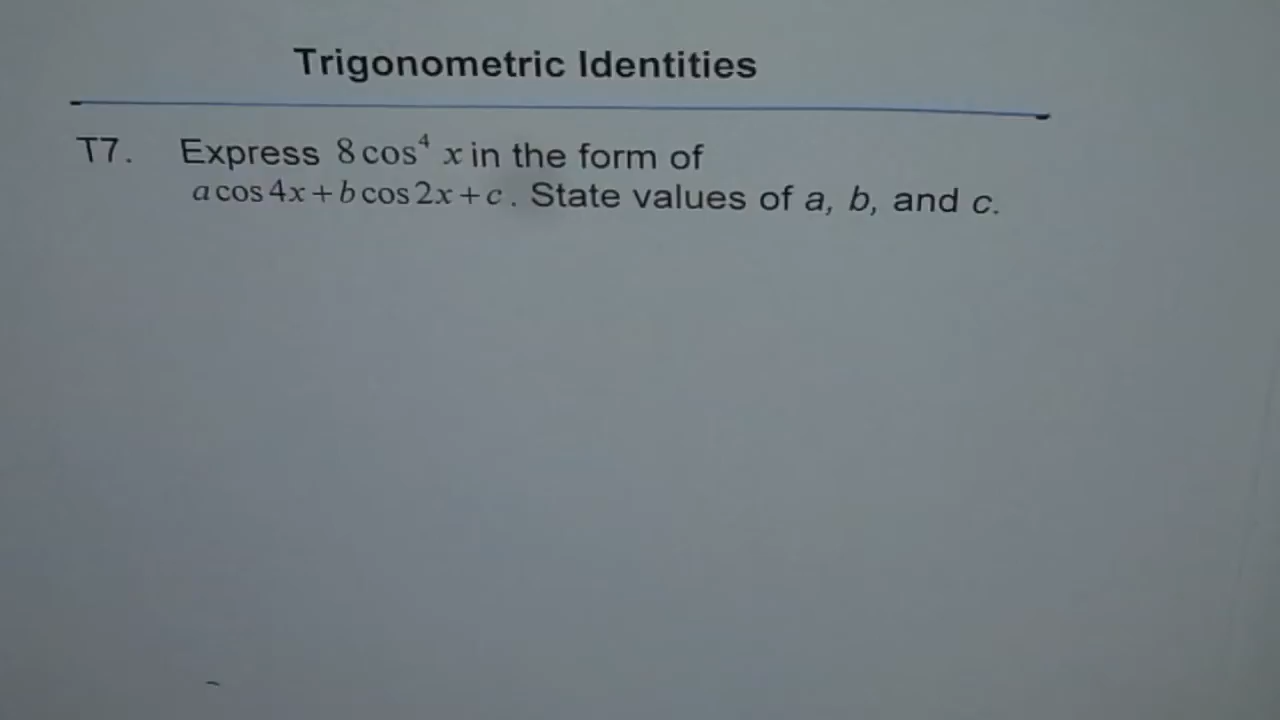 Trigonometric Identities
T7. Express 8 cos⁴ x in the form of
a cos 4x + b cos 2x + c. State values of a, b, and c.